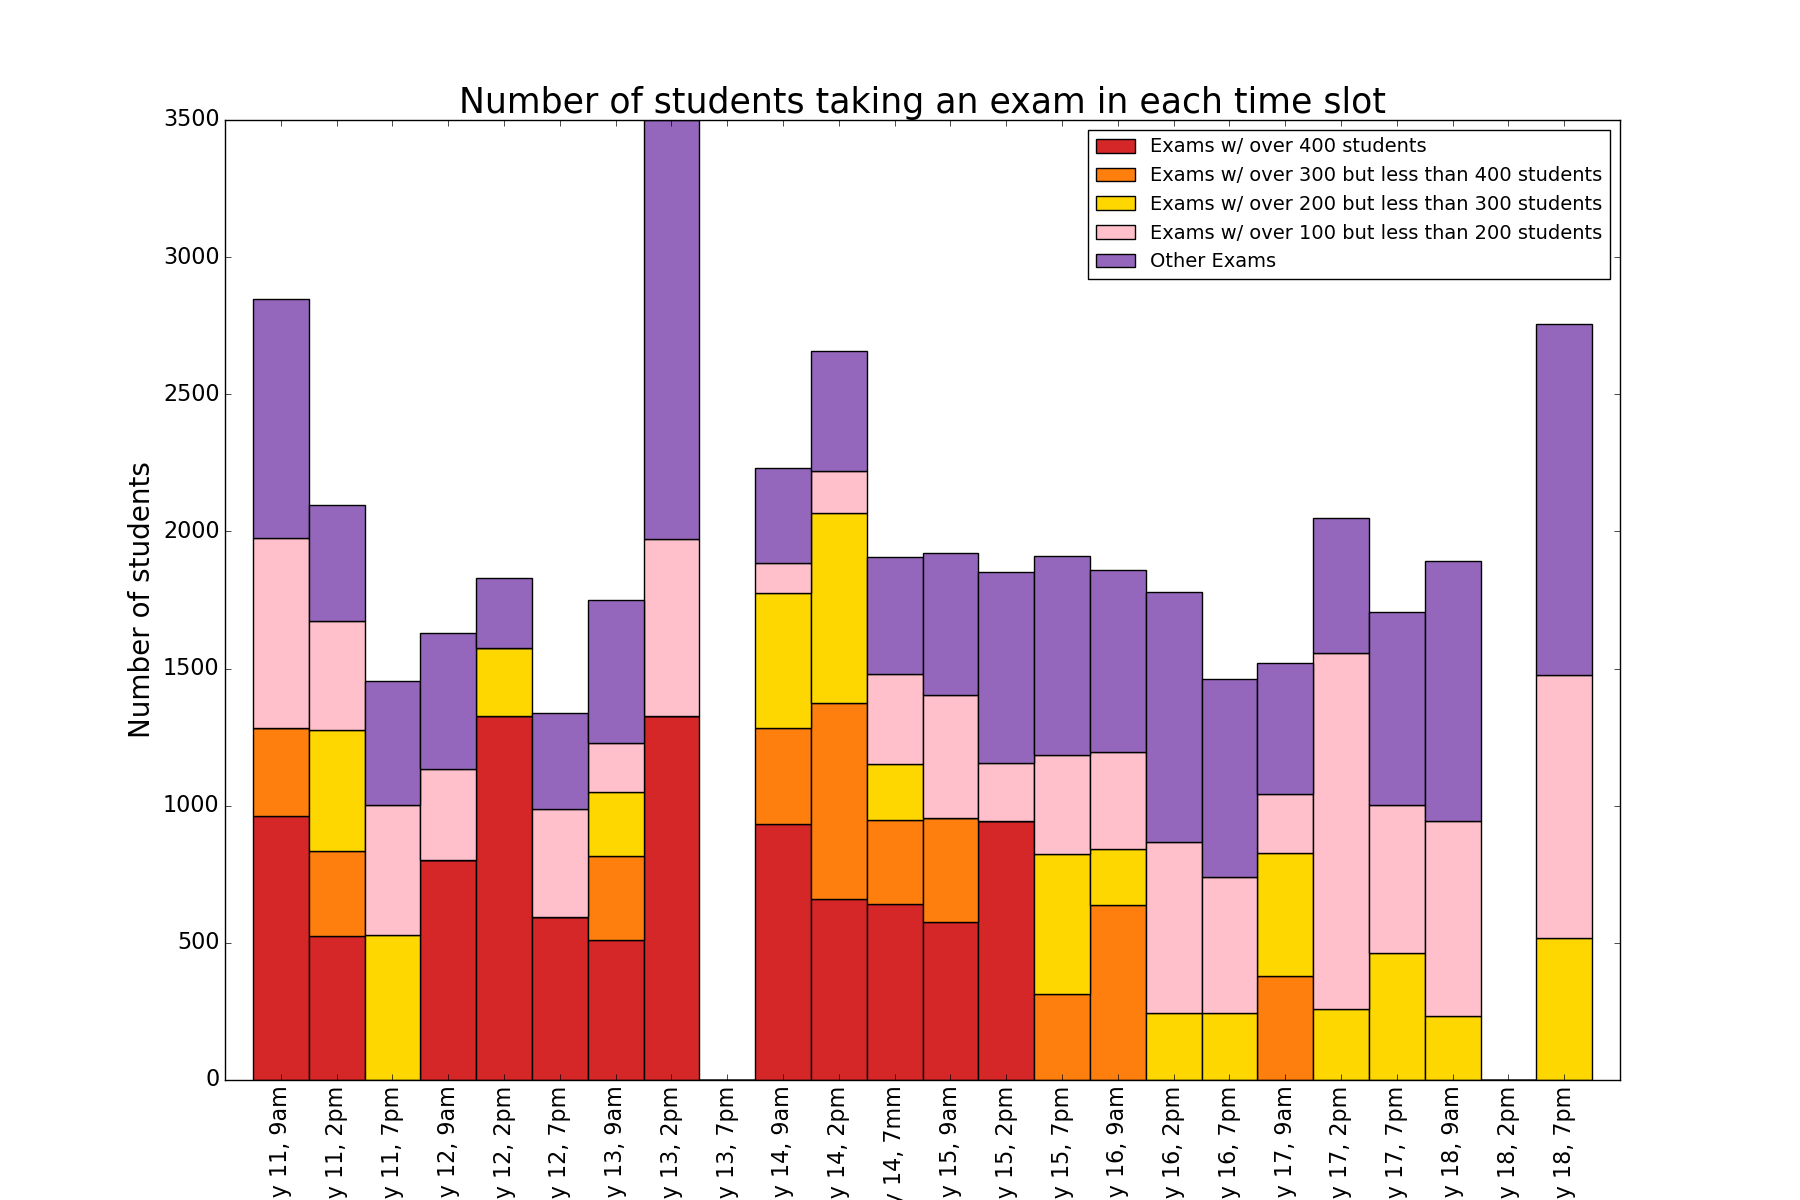 Number of students taking an exam in each time slot
Exams w/ over 400 students
Exams w/ over 300 but less than 400 students
Exams w/ over 200 but less than 300 students
Exams w/ over 100 but less than 200 students
Other Exams
Number of students
3500
3000
2500
2000
1500
1000
500
0
y 11, 9am
y 11, 2pm
y 11, 7pm
y 12, 9am
y 12, 2pm
y 12, 7pm
y 13, 9am
y 13, 2pm
y 13, 7pm
y 14, 9am
y 14, 2pm
y 14, 7mm
y 15, 9am
y 15, 2pm
y 15, 7pm
y 16, 9am
y 16, 2pm
y 16, 7pm
y 17, 9am
y 17, 2pm
y 17, 7pm
y 18, 9am
y 18, 2pm
y 18, 7pm